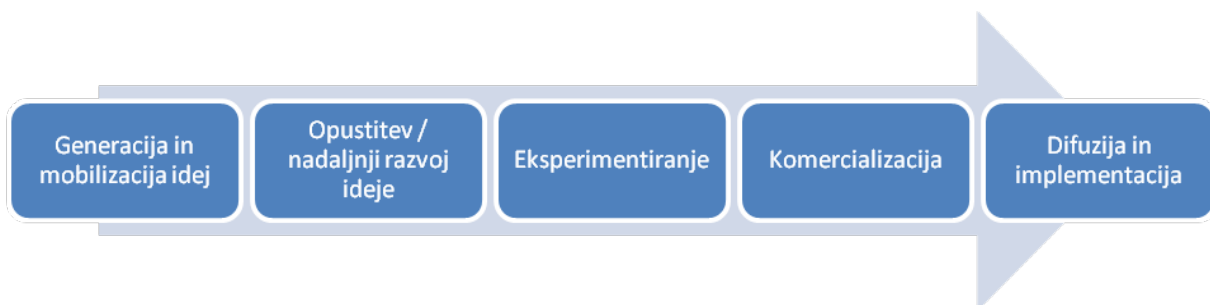 Generacija in
mobilizacija idej
Opustitev /
nadaljnji razvoj
ideje
Eksperimentiranje
Komercializacija
Difuzija in
implementacija